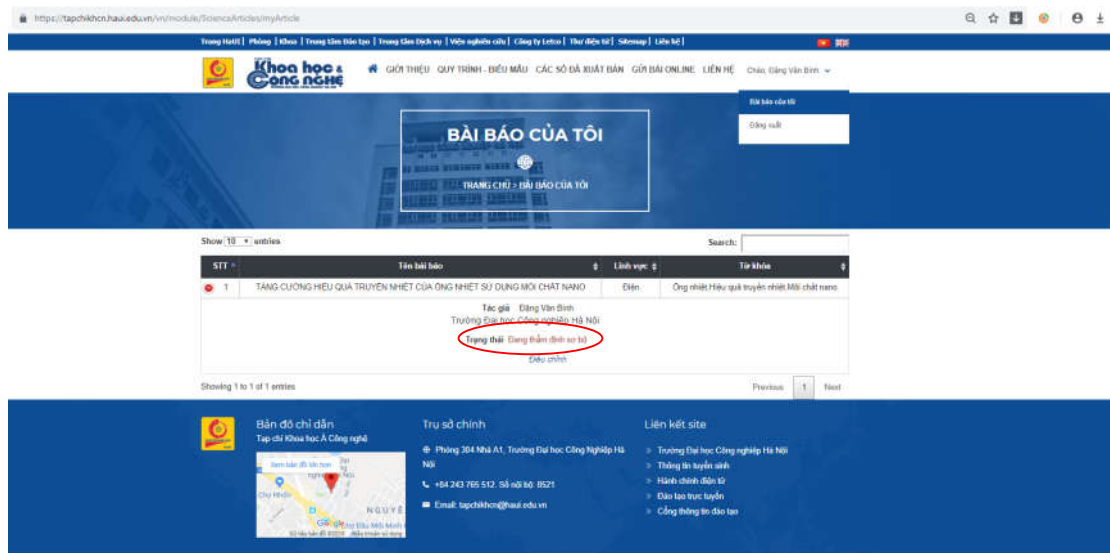 https://tapchikhcn.haui.edu.vn/vn/module/ScienceArticles/myArticle
Trang HaUI | Phòng | Khoa | Trung tâm Đào tạo | Trung tâm Dịch vụ | Viện nghiên cứu | Công ty Letco | Thư điện tử | Sitemap | Liên hệ |
Khoa học &
CÔNG NGHỆ
GIỚI THIỆU QUY TRÌNH - BIỂU MẪU CÁC SỐ ĐÃ XUẤT BẢN GỬI BÀI ONLINE LIÊN HỆ Chào, Đặng Văn Bính
Bài báo của tôi
Đăng xuất
BÀI BÁO CỦA TÔI
TRANG CHỦ > BÀI BÁO CỦA TÔI
Show 10 entries
Search:
STT Tên bài báo Lĩnh vực Từ khóa
1 TĂNG CƯỜNG HIỆU QUẢ TRUYỀN NHIỆT CỦA ỐNG NHIỆT SỬ DỤNG MÔI CHẤT NANO Điện Ống nhiệt,Hiệu quả truyền nhiệt,Môi chất nano
Tác giả Đặng Văn Bính
Trường Đại học Công nghiệp Hà Nội
Trạng thái Đang thẩm định sơ bộ
Điều chỉnh
Showing 1 to 1 of 1 entries
Previous 1 Next
Bản đồ chỉ dẫn
Tạp chí Khoa học À Công nghệ
Xem bản đồ lớn hơn
Chợ Nhổn
NGUYÊ
Trụ sở chính
Phòng 304 Nhà A1, Trường Đại học Công Nghiệp Hà
Nội
+84 243 765 512. Số nội bộ: 8521
Email: tapchikhcn@haui.edu.vn
Liên kết site
Trường Đại học Công nghiệp Hà Nội
Thông tin tuyển sinh
Hành chính điện tử
Đào tạo trực tuyến
Cổng thông tin đào tạo